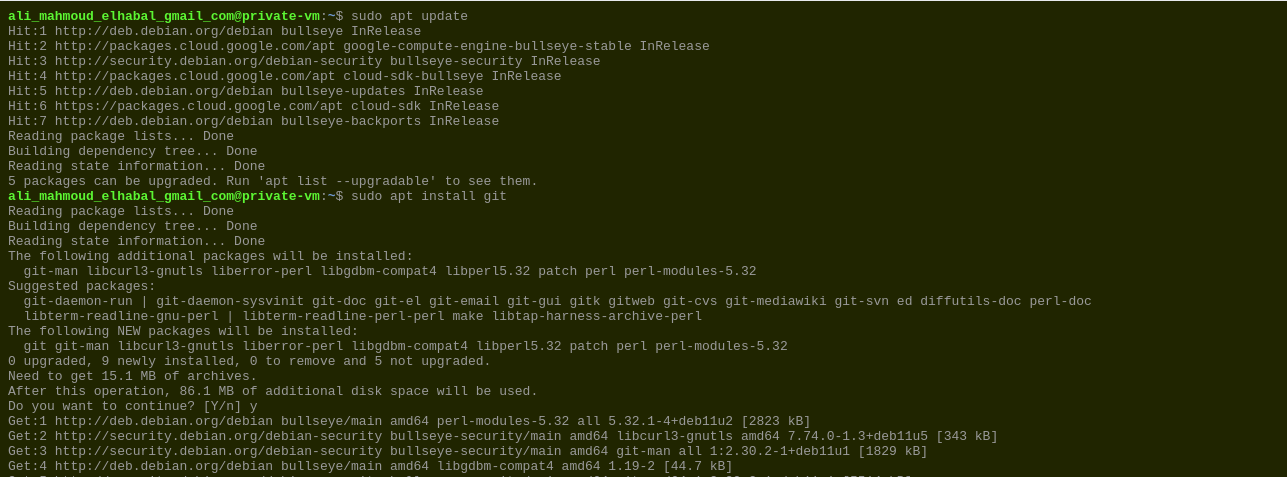 ali_mahmoud_elhabal_gmail_com@private-vm:~$ sudo apt update
Hit:1 http://deb.debian.org/debian bullseye InRelease
Hit:2 http://packages.cloud.google.com/apt google-compute-engine-bullseye-stable InRelease
Hit:3 http://security.debian.org/debian-security bullseye-security InRelease
Hit:4 http://packages.cloud.google.com/apt cloud-sdk-bullseye InRelease
Hit:5 http://deb.debian.org/debian bullseye-updates InRelease
Hit:6 https://packages.cloud.google.com/apt cloud-sdk InRelease
Hit:7 http://deb.debian.org/debian bullseye-backports InRelease
Reading package lists... Done
Building dependency tree... Done
Reading state information... Done
5 packages can be upgraded. Run 'apt list --upgradable' to see them.
ali_mahmoud_elhabal_gmail_com@private-vm:~$ sudo apt install git
Reading package lists... Done
Building dependency tree... Done
Reading state information... Done
The following additional packages will be installed:
  git-man libcurl3-gnutls liberror-perl libgdbm-compat4 libperl5.32 patch perl perl-modules-5.32
Suggested packages:
  git-daemon-run | git-daemon-sysvinit git-doc git-el git-email git-gui gitk gitweb git-cvs git-mediawiki git-svn ed diffutils-doc perl-doc
  libterm-readline-gnu-perl | libterm-readline-perl-perl make libtap-harness-archive-perl
The following NEW packages will be installed:
  git git-man libcurl3-gnutls liberror-perl libgdbm-compat4 libperl5.32 patch perl perl-modules-5.32
0 upgraded, 9 newly installed, 0 to remove and 5 not upgraded.
Need to get 15.1 MB of archives.
After this operation, 86.1 MB of additional disk space will be used.
Do you want to continue? [Y/n] y
Get:1 http://deb.debian.org/debian bullseye/main amd64 perl-modules-5.32 all 5.32.1-4+deb11u2 [2823 kB]
Get:2 http://security.debian.org/debian-security bullseye-security/main amd64 libcurl3-gnutls amd64 7.74.0-1.3+deb11u5 [343 kB]
Get:3 http://security.debian.org/debian-security bullseye-security/main amd64 git-man all 1:2.30.2-1+deb11u1 [1829 kB]
Get:4 http://deb.debian.org/debian bullseye/main amd64 libgdbm-compat4 amd64 1.19-2 [44.7 kB]